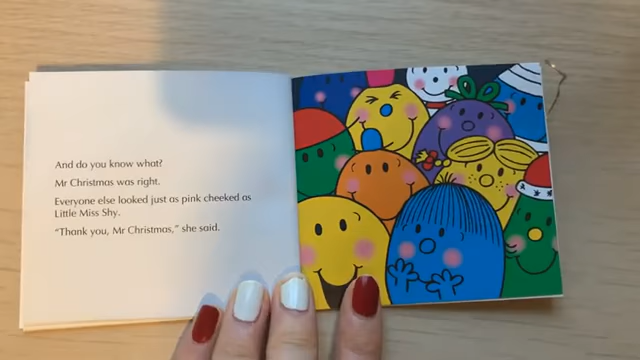 And do you know what?
Mr Christmas was right.
Everyone else looked just as pink cheeked as
Little Miss Shy.
“Thank you, Mr Christmas,” she said.